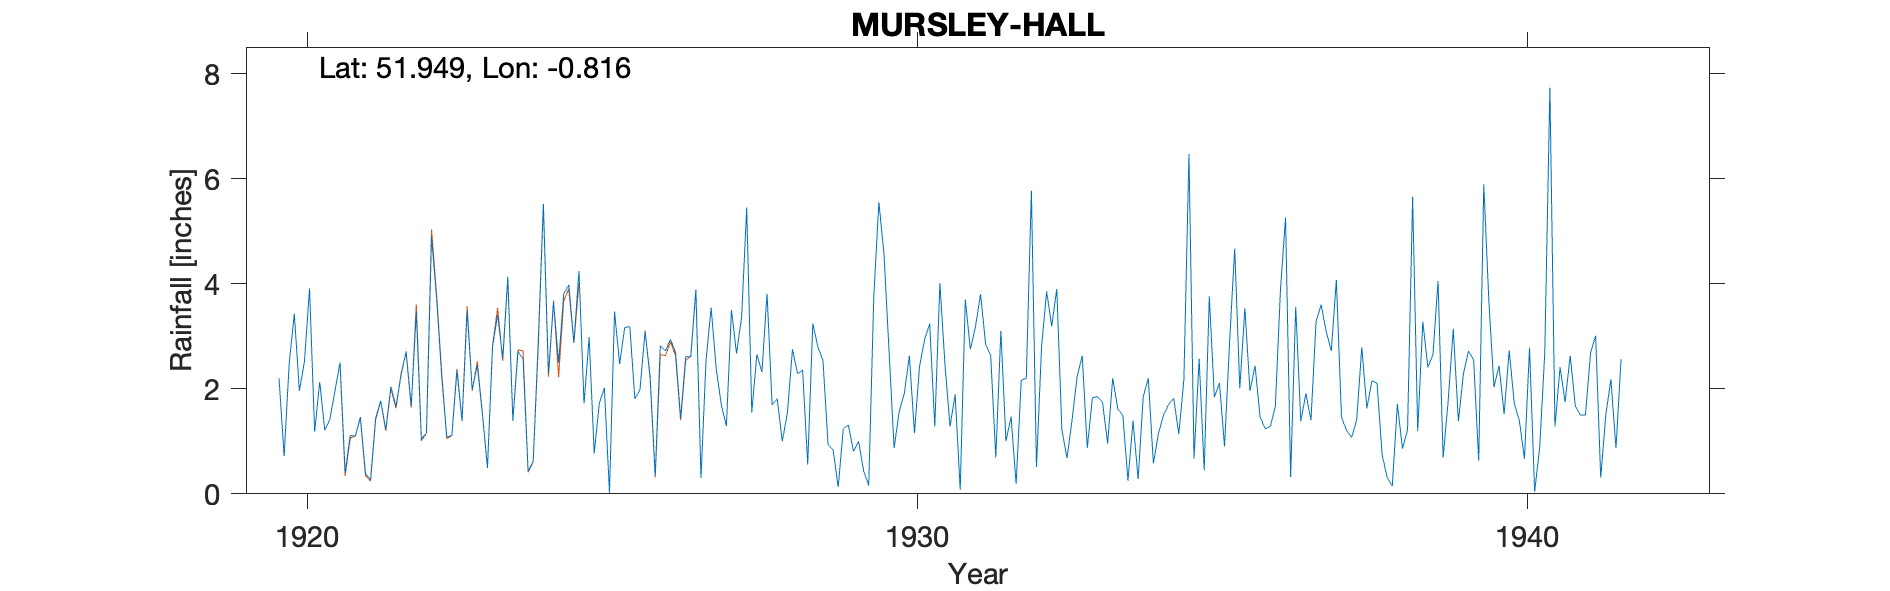 MURSLEY-HALL
Lat: 51.949, Lon: -0.816
8
6
4
2
0
Rainfall [inches]
1920
1930
1940
Year